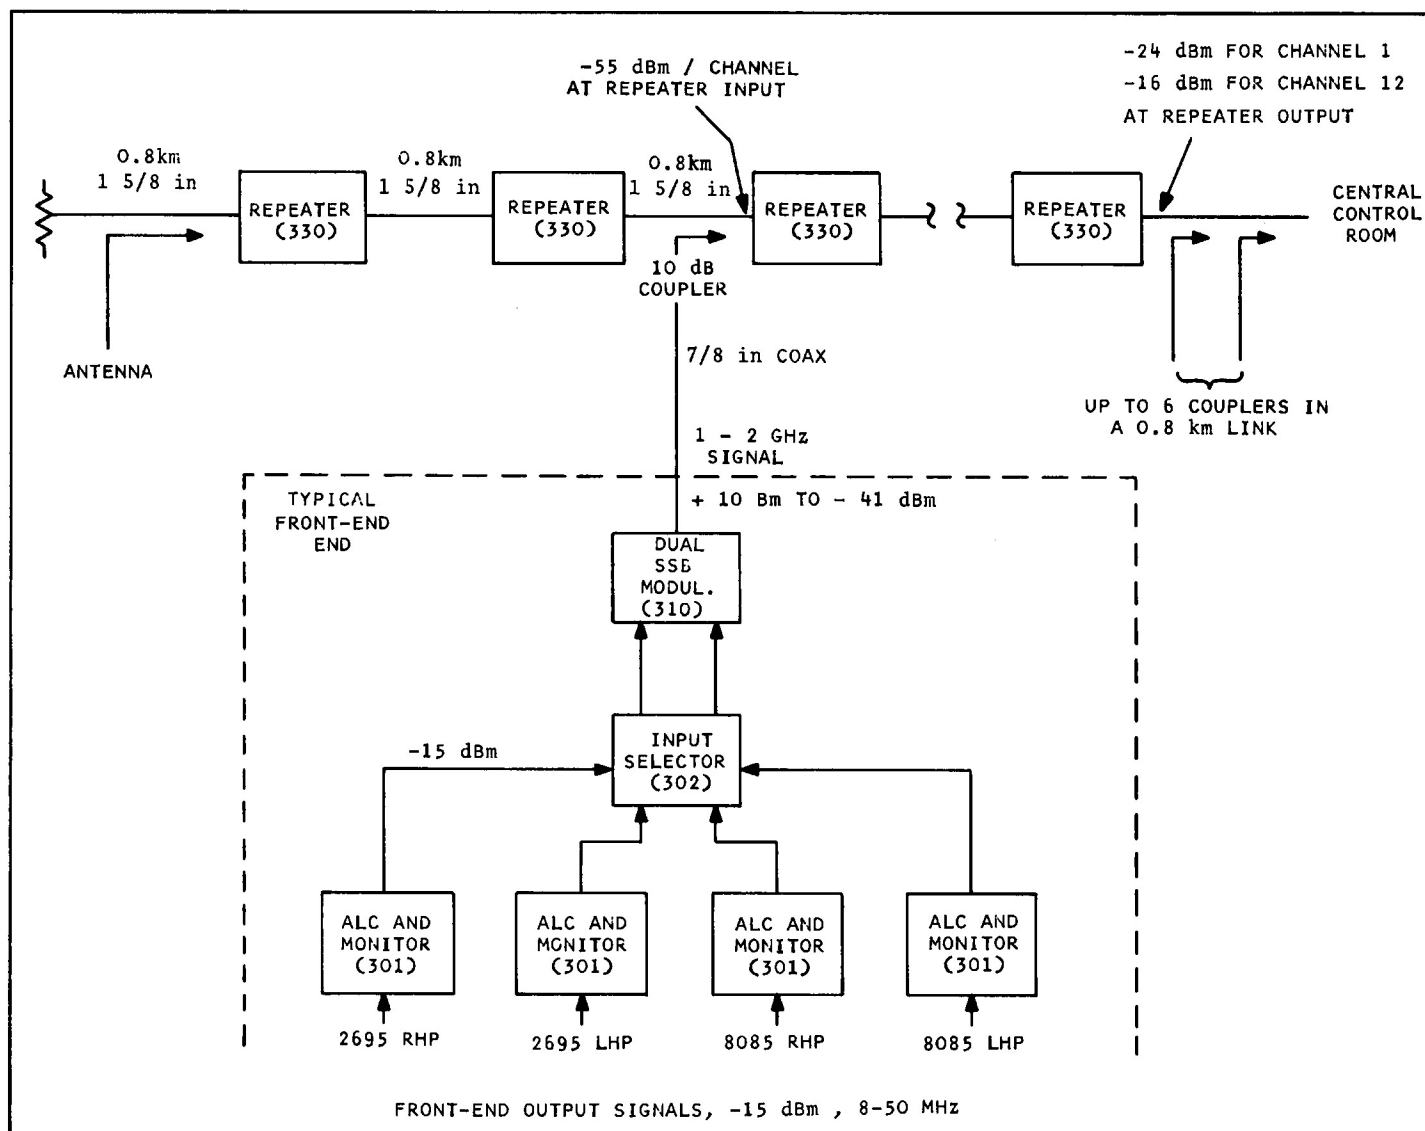 -55 dBm / CHANNEL
AT REPEATER INPUT
-24 dBm FOR CHANNEL 1
-16 dBm FOR CHANNEL 12
AT REPEATER OUTPUT
0.8km
1 5/8 in
0.8km
1 5/8 in
0.8km
1 5/8 in
REPEATER
(330)
REPEATER
(330)
REPEATER
(330)
REPEATER
(330)
CENTRAL
CONTROL
ROOM
10 dB
COUPLER
ANTENNA
7/8 in COAX
UP TO 6 COUPLERS IN
A 0.8 km LINK
1 - 2 GHz
SIGNAL
TYPICAL
FRONT-END
END
+ 10 Bm TO - 41 dBm
DUAL
SSB
MODUL.
(310)
-15 dBm
INPUT
SELECTOR
(302)
ALC AND
MONITOR
(301)
ALC AND
MONITOR
(301)
ALC AND
MONITOR
(301)
ALC AND
MONITOR
(301)
2695 RHP
2695 LHP
8085 RHP
8085 LHP
FRONT-END OUTPUT SIGNALS, -15 dBm , 8-50 MHz